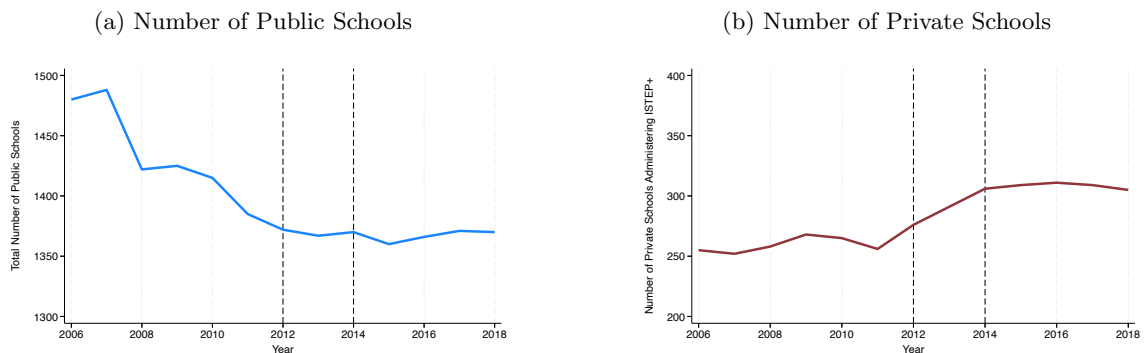 (a) Number of Public Schools
Total Number of Public Schools
1500
1450
1400
1350
1300
2006 2008 2010 2012 2014 2016 2018
Year
(b) Number of Private Schools
Number of Private Schools Administering ISTEP+
400
350
300
250
200
2006 2008 2010 2012 2014 2016 2018
Year